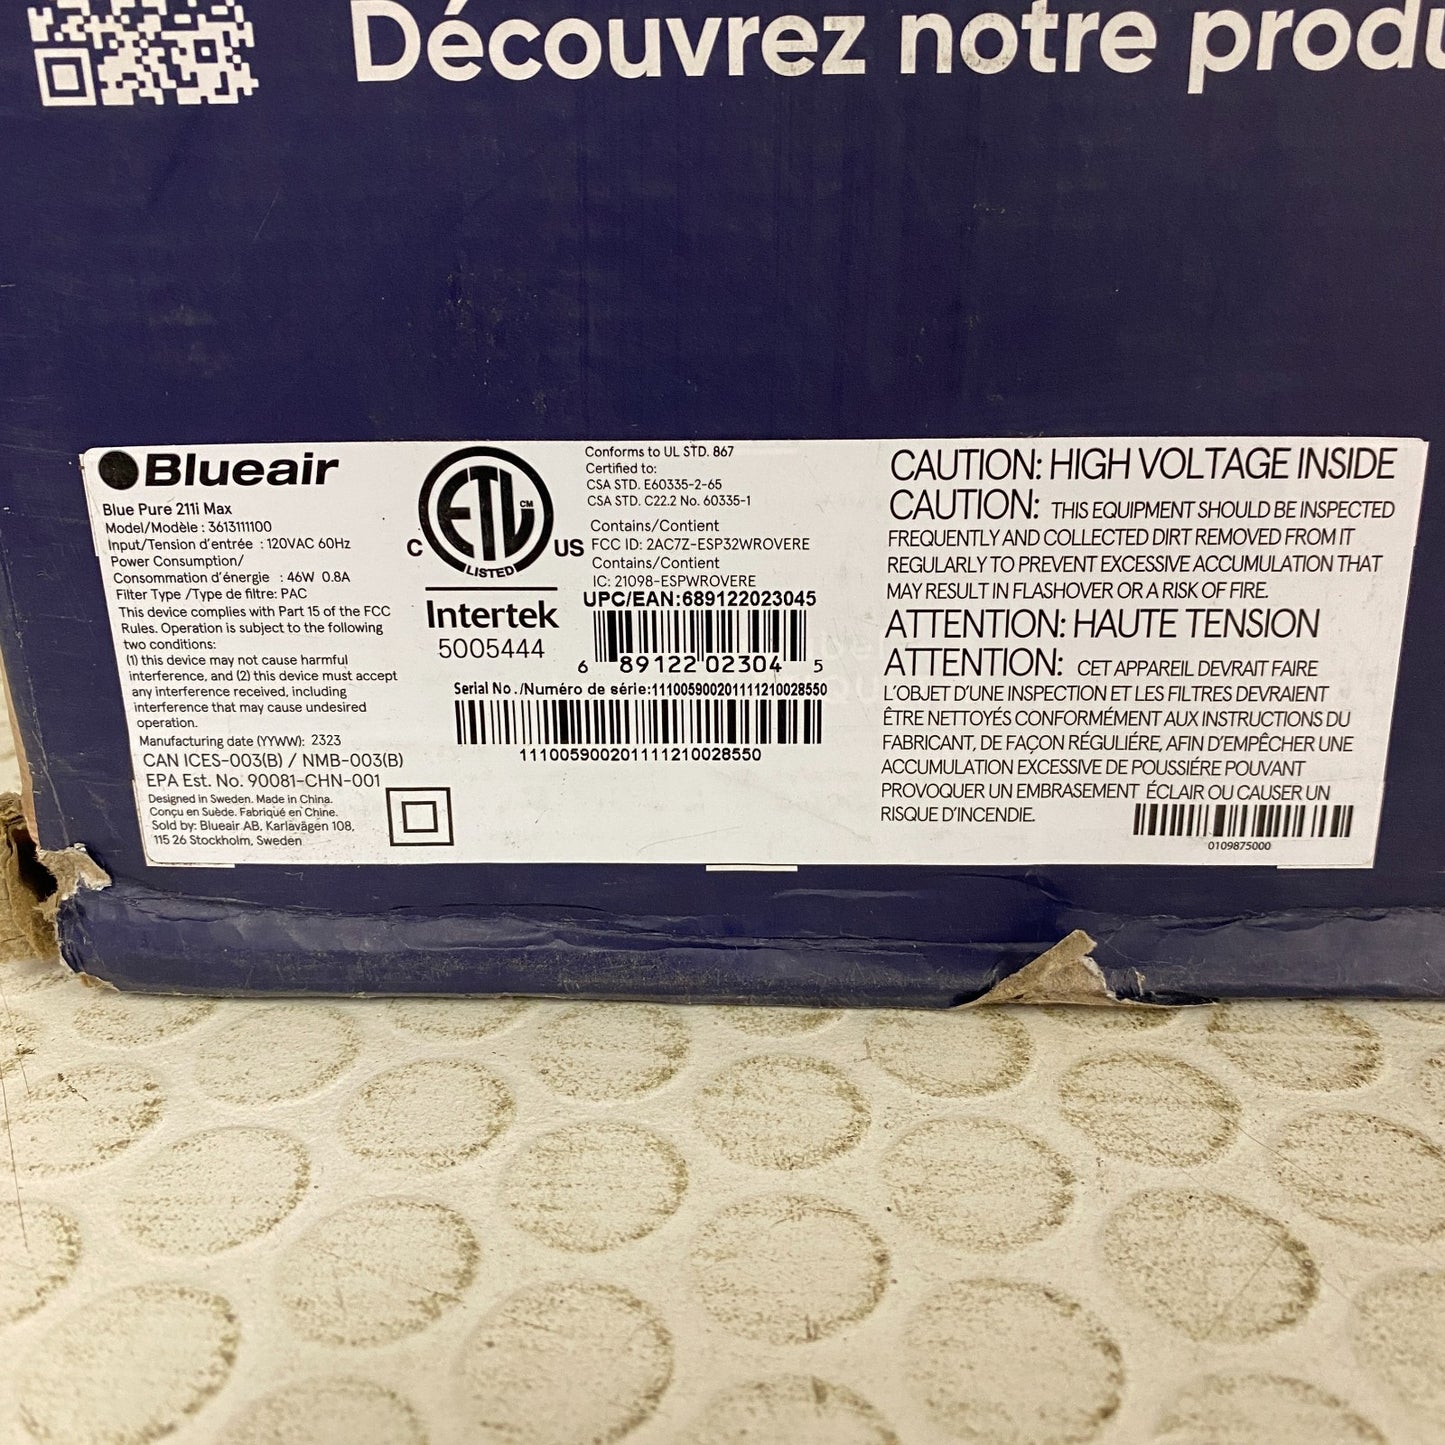 Découvrez notre produ
Blueair
Blue Pure 211i Max
Model/Modèle : 3613111100
Input/Tension d'entrée : 120VAC 60Hz
Power Consumption/
Consommation d'énergie : 46W 0.8A
Filter Type /Type de filtre: PAC
This device complies with Part 15 of the FCC
Rules. Operation is subject to the following
two conditions:
(1) this device may not cause harmful
interference, and (2) this device must accept
any interference received, including
interference that may cause undesired
operation.
Manufacturing date (YYWW): 2323
CAN ICES-003(B) / NMB-003(B)
EPA Est. No. 90081-CHN-001
Designed in Sweden. Made in China.
Conçu en Suède. Fabriqué en Chine.
Sold by: Blueair AB, Karlavägen 108,
115 26 Stockholm, Sweden
ETL CM
LISTED
C US
Intertek
5005444
Conforms to UL STD. 867
Certified to:
CSA STD. E60335-2-65
CSA STD. C22.2 No. 60335-1
Contains/Contient
FCC ID: 2AC7Z-ESP32WROVERE
Contains/Contient
IC: 21098-ESPWROVERE
UPC/EAN:689122023045
6 89122 02304 5
Serial No./Numéro de série:1110059002011111210028550
1110059002011111210028550
CAUTION: HIGH VOLTAGE INSIDE
CAUTION: THIS EQUIPMENT SHOULD BE INSPECTED
FREQUENTLY AND COLLECTED DIRT REMOVED FROM IT
REGULARLY TO PREVENT EXCESSIVE ACCUMULATION THAT
MAY RESULT IN FLASHOVER OR A RISK OF FIRE.
ATTENTION: HAUTE TENSION
ATTENTION: CET APPAREIL DEVRAIT FAIRE
L'OBJET D'UNE INSPECTION ET LES FILTRES DEVRAIENT
ÊTRE NETTOYÉS CONFORMÉMENT AUX INSTRUCTIONS DU
FABRICANT, DE FAÇON RÉGULIÉRE, AFIN D'EMPÊCHER UNE
ACCUMULATION EXCESSIVE DE POUSSIÉRE POUVANT
PROVOQUER UN EMBRASEMENT ÉCLAIR OU CAUSER UN
RISQUE D'INCENDIE.
0109875000